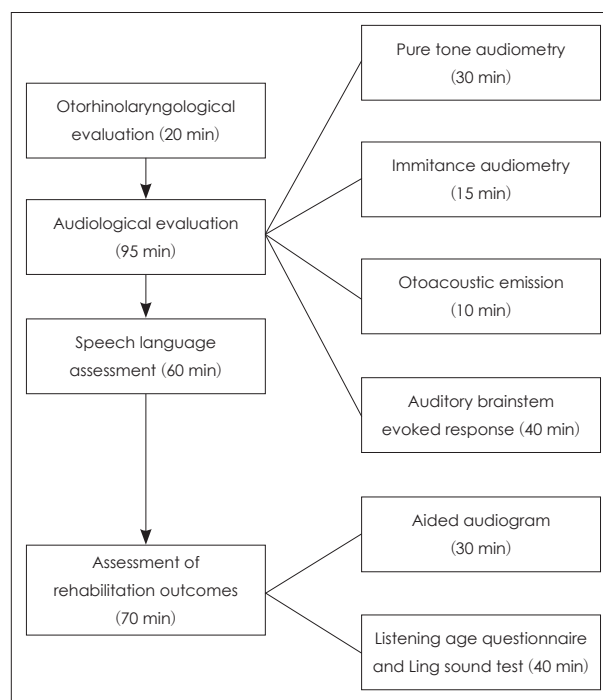 Otorhinolaryngological
evaluation (20 min)
Audiological evaluation
(95 min)
Speech language
assessment (60 min)
Assessment of
rehabilitation outcomes
(70 min)
Pure tone audiometry
(30 min)
Immitance audiometry
(15 min)
Otoacoustic emission
(10 min)
Auditory brainstem
evoked response (40 min)
Aided audiogram
(30 min)
Listening age questionnaire
and Ling sound test (40 min)